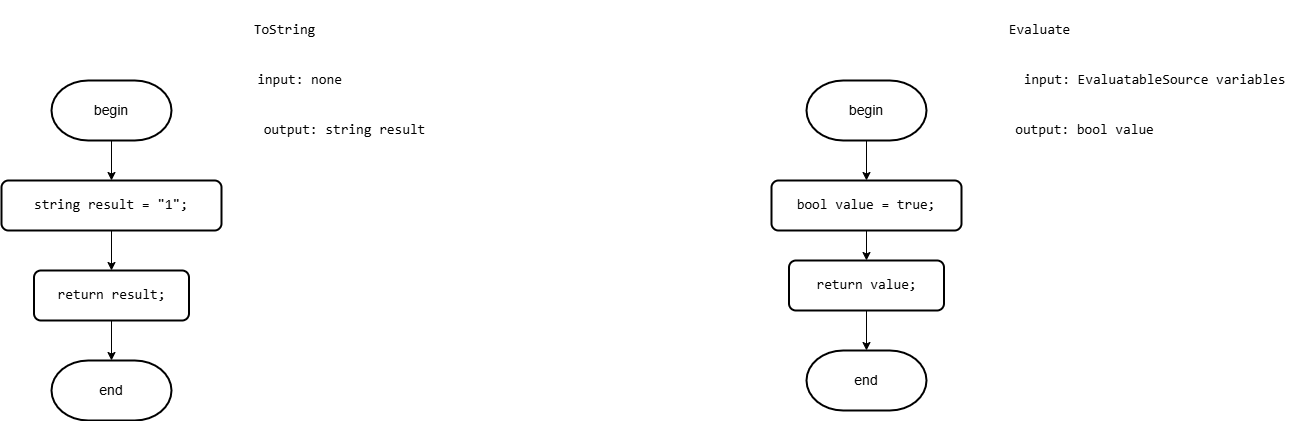 ToString
input: none
output: string result
begin
string result = "1";
return result;
end
Evaluate
input: EvaluatableSource variables
output: bool value
begin
bool value = true;
return value;
end